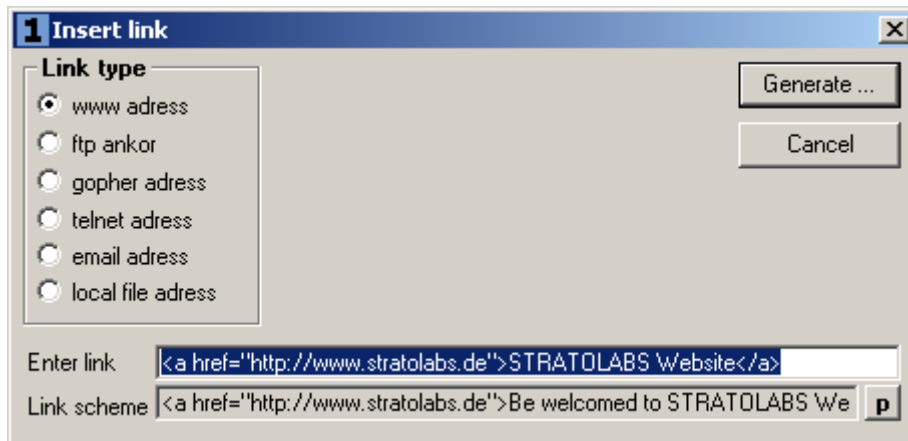 1 Insert link
Link type
www adress
ftp ankor
gopher adress
telnet adress
email adress
local file adress
Generate ...
Cancel
Enter link <a href="http://www.stratolabs.de">STRATOLABS Website</a>
Link scheme <a href="http://www.stratolabs.de">Be welcomed to STRATOLABS We p